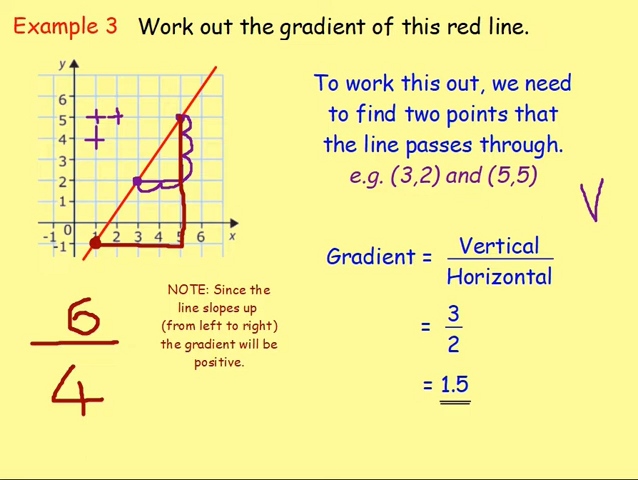 Example 3 Work out the gradient of this red line.
y
6
5
4
3
2
1
0
-1 1 2 3 4 5 6 x
-1
To work this out, we need
to find two points that
the line passes through.
e.g. (3,2) and (5,5)
V
Gradient = Vertical
Horizontal
= 3
2
= 1.5
NOTE: Since the
line slopes up
(from left to right)
the gradient will be
positive.
6
4